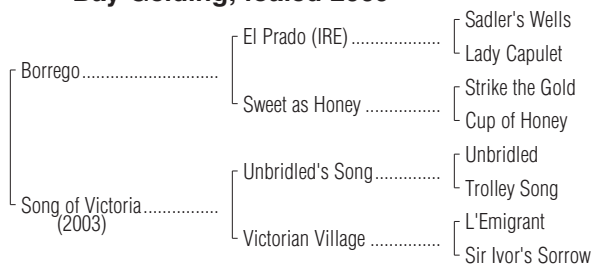 Bay Gelding; foaled
Sadler's Wells
El Prado (IRE)....................
Lady Capulet
Borrego..............................
Strike the Gold
Sweet as Honey ................
Cup of Honey
Unbridled
Unbridled's Song..............
Trolley Song
Song of Victoria................
(2003)
L'Emigrant
Victorian Village ...............
Sir Ivor's Sorrow